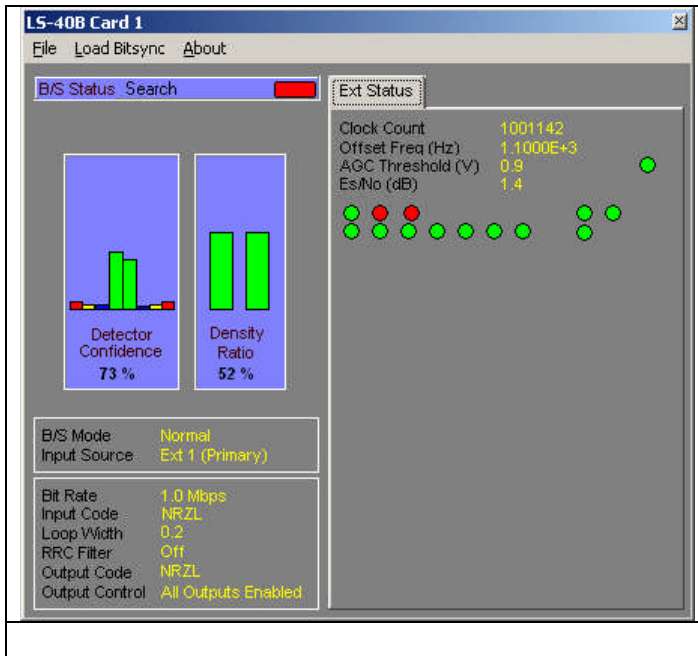 LS-40B Card 1
File Load Bitsync About
B/S Status Search
Detector
Confidence
73 %
Density
Ratio
52 %
B/S Mode Normal
Input Source Ext 1 (Primary)
Bit Rate 1.0 Mbps
Input Code NRZL
Loop Width 0.2
RRC Filter Off
Output Code NRZL
Output Control All Outputs Enabled
Ext Status
Clock Count 1001142
Offset Freq (Hz) 1.1000E+3
AGC Threshold (V) 0.9
Es/No (dB) 1.4